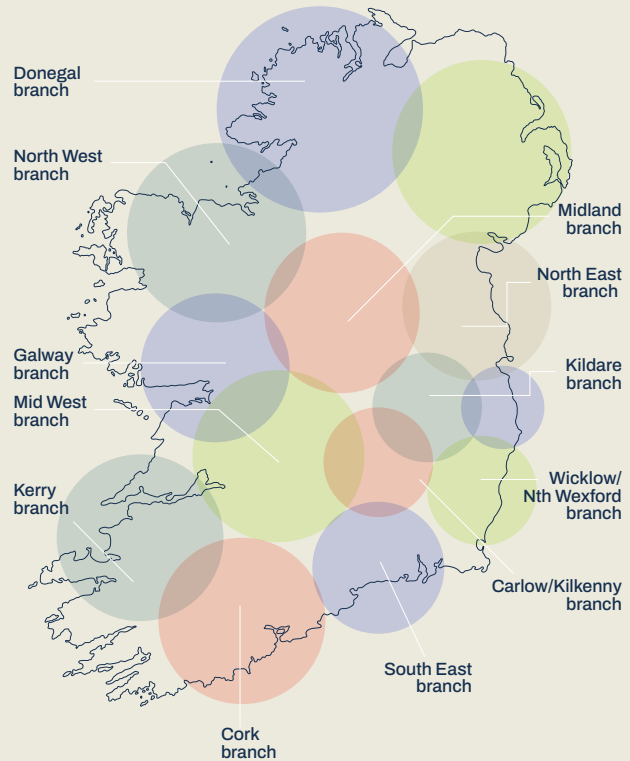 Donegal
branch
North West
branch
Midland
branch
North East
branch
Galway
branch
Kildare
branch
Mid West
branch
Kerry
branch
Wicklow/
Nth Wexford
branch
Carlow/Kilkenny
branch
South East
branch
Cork
branch